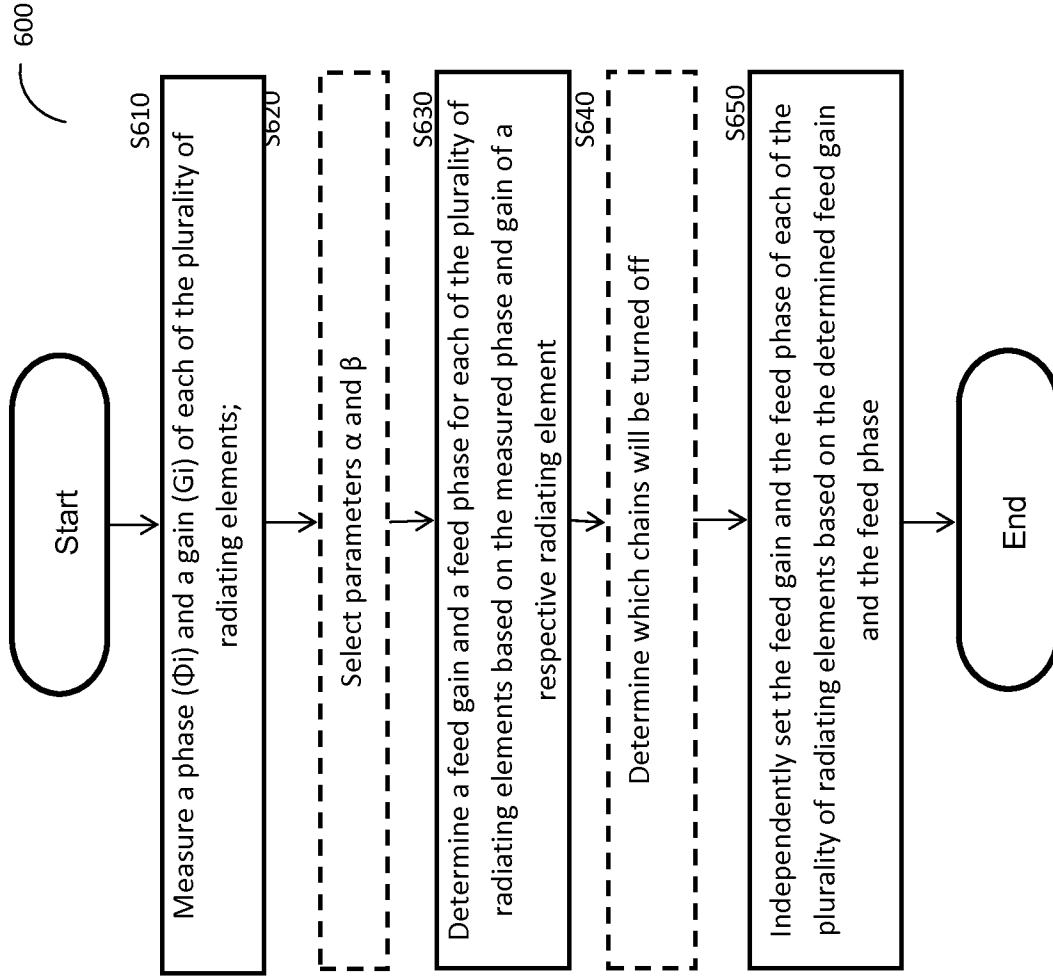 600
Start
S610
Measure a phase (Φi) and a gain (Gi) of each of the plurality of
radiating elements;
S620
Select parameters α and β
S630
Determine a feed gain and a feed phase for each of the plurality of
radiating elements based on the measured phase and gain of a
respective radiating element
S640
Determine which chains will be turned off
S650
Independently set the feed gain and the feed phase of each of the
plurality of radiating elements based on the determined feed gain
and the feed phase
End